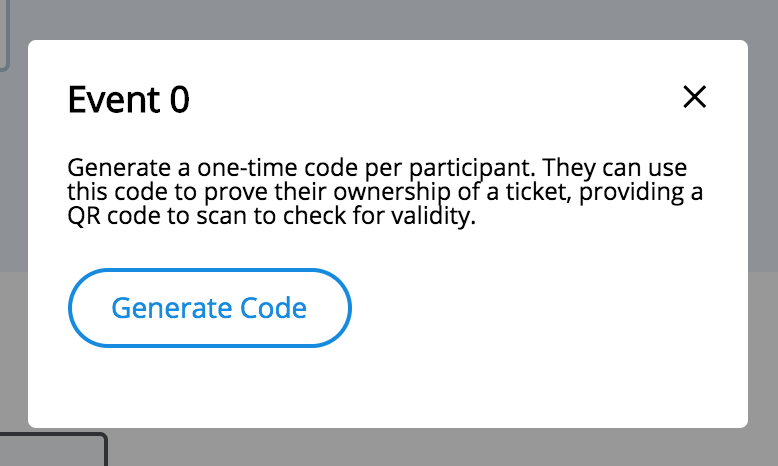 Event 0
Generate a one-time code per participant. They can use
this code to prove their ownership of a ticket, providing a
QR code to scan to check for validity.
Generate Code